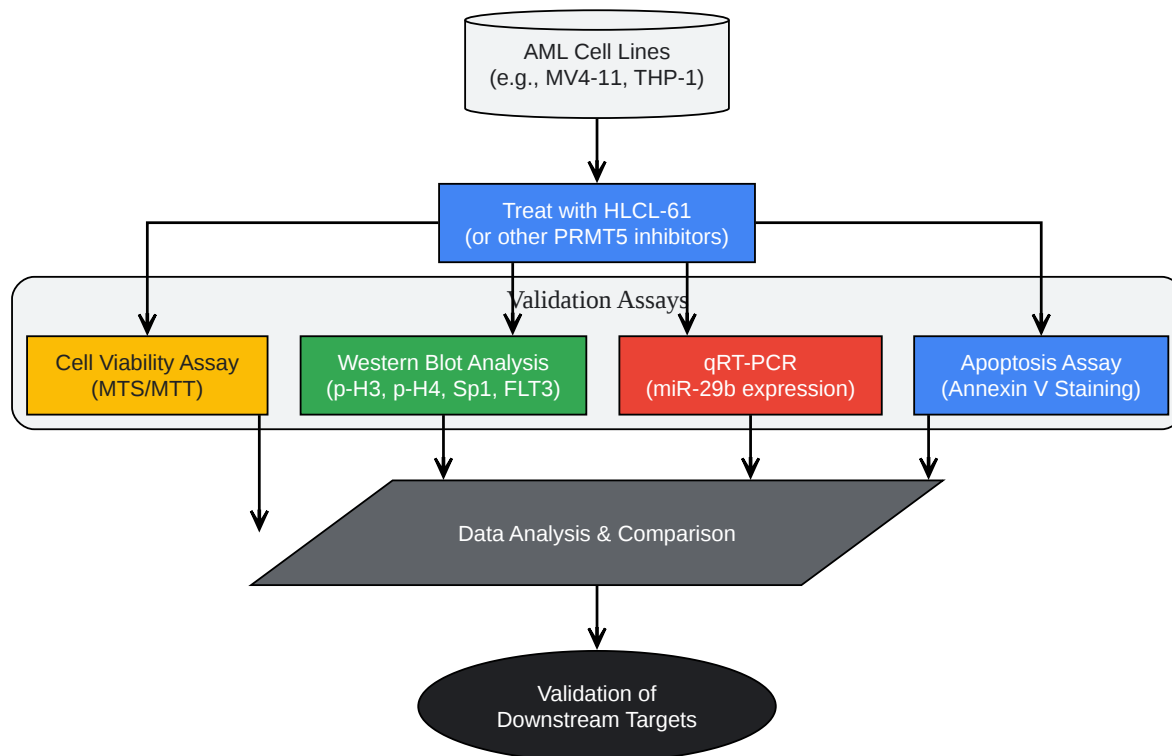 AML Cell Lines
(e.g., MV4-11, THP-1)
Treat with HLCL-61
(or other PRMT5 inhibitors)
Validation Assays
Cell Viability Assay
(MTS/MTT)
Western Blot Analysis
(p-H3, p-H4, Sp1, FLT3)
qRT-PCR
(miR-29b expression)
Apoptosis Assay
(Annexin V Staining)
Data Analysis & Comparison
Validation of
Downstream Targets